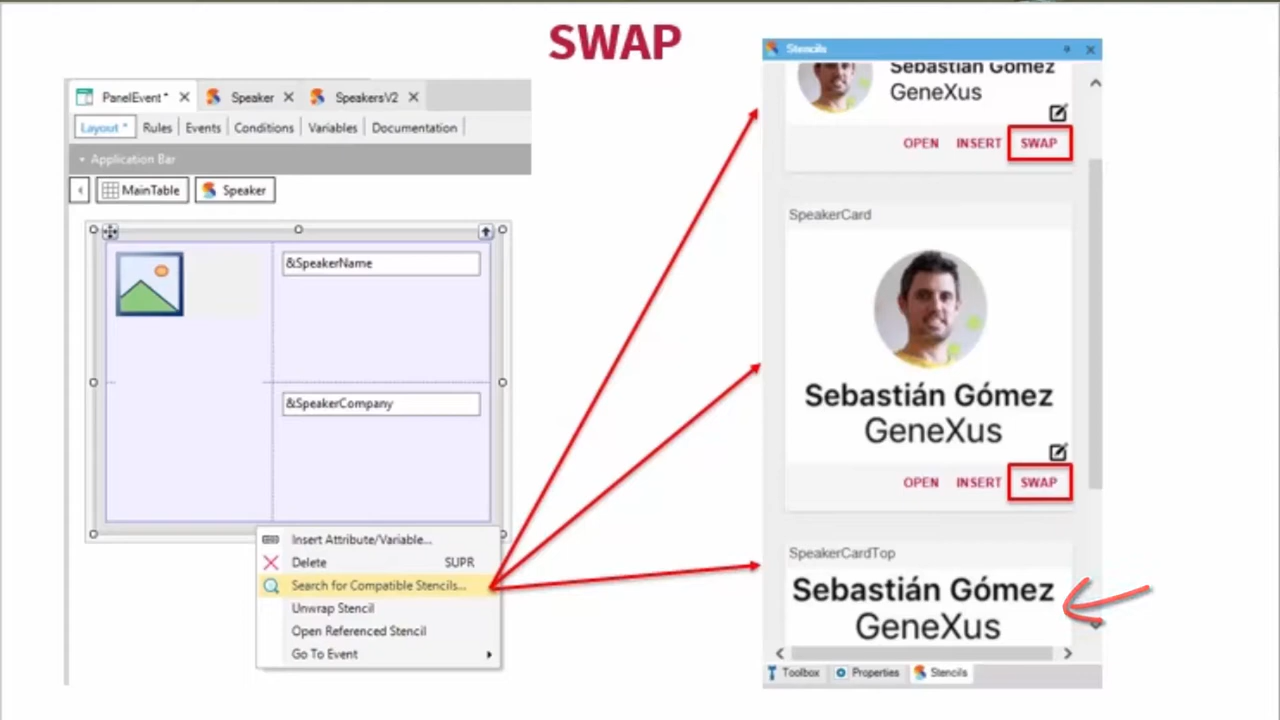 SWAP
PanelEvent *
Speaker
SpeakersV2
Layout *
Rules
Events
Conditions
Variables
Documentation
Application Bar
MainTable
Speaker
&SpeakerName
&SpeakerCompany
Insert Attribute/Variable...
Delete SUPR
Search for Compatible Stencils...
Unwrap Stencil
Open Referenced Stencil
Go To Event
Stencils
Sebastián Gómez
GeneXus
OPEN INSERT SWAP
SpeakerCard
Sebastián Gómez
GeneXus
OPEN INSERT SWAP
SpeakerCardTop
Sebastián Gómez
GeneXus
Toolbox
Properties
Stencils